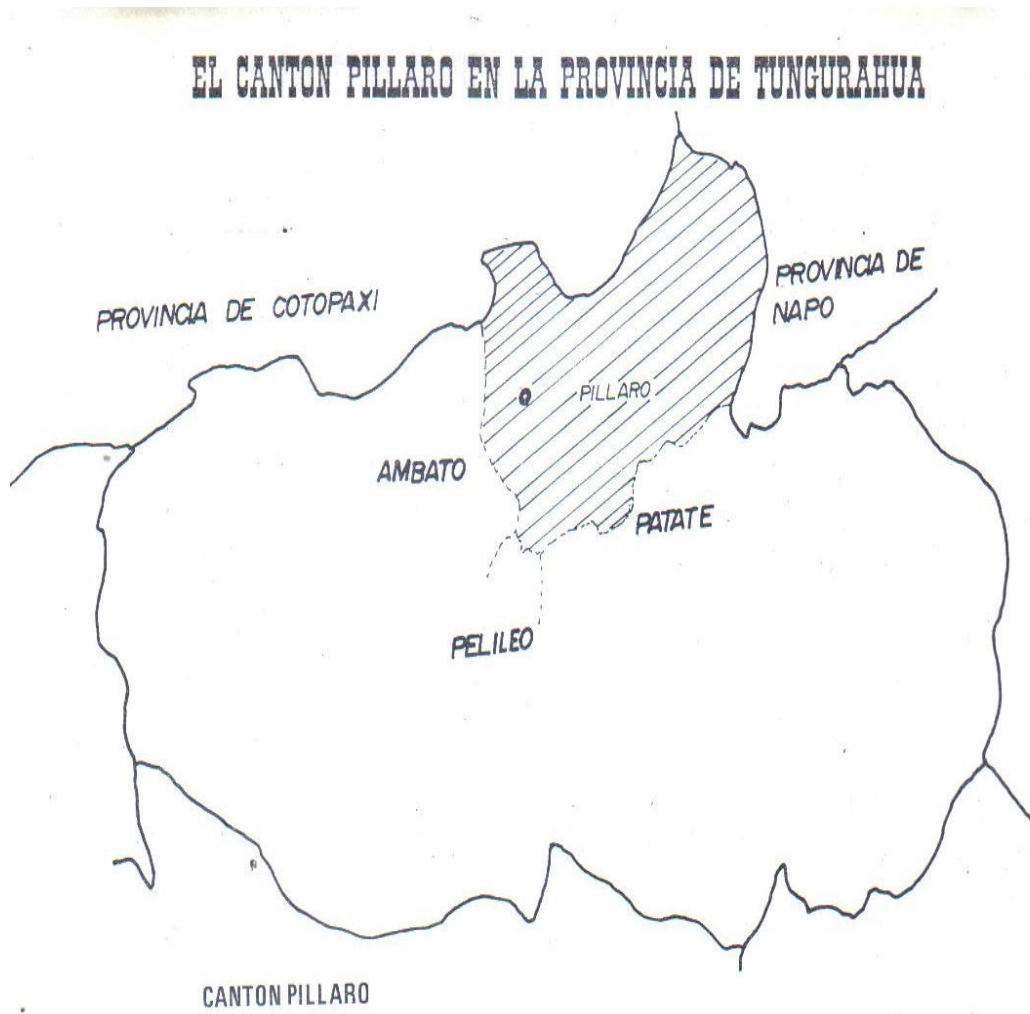 EL CANTON PILLARO EN LA PROVINCIA DE TUNGURAHUA
PROVINCIA DE COTOPAXI
PROVINCIA DE
NAPO
PILLARO
AMBATO
PATATE
PELILEO
CANTON PILLARO